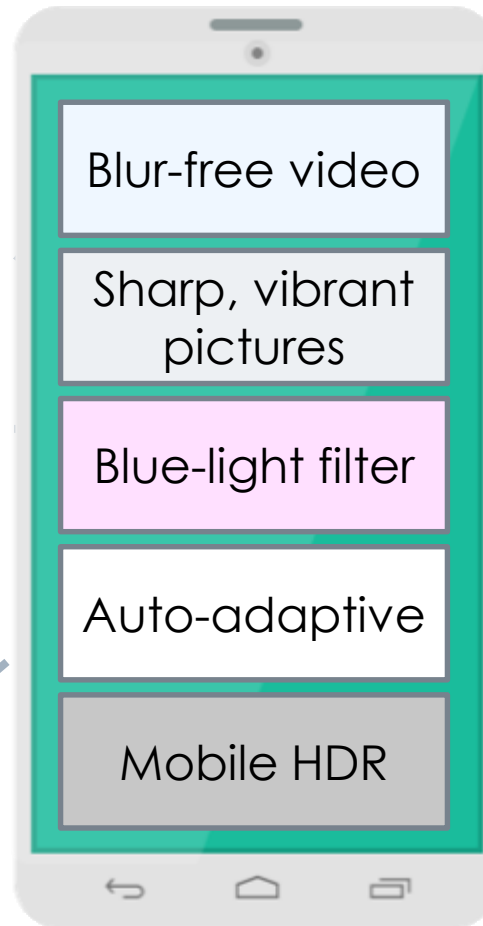 Blur-free video
Sharp, vibrant
pictures
Blue-light filter
Auto-adaptive
Mobile HDR